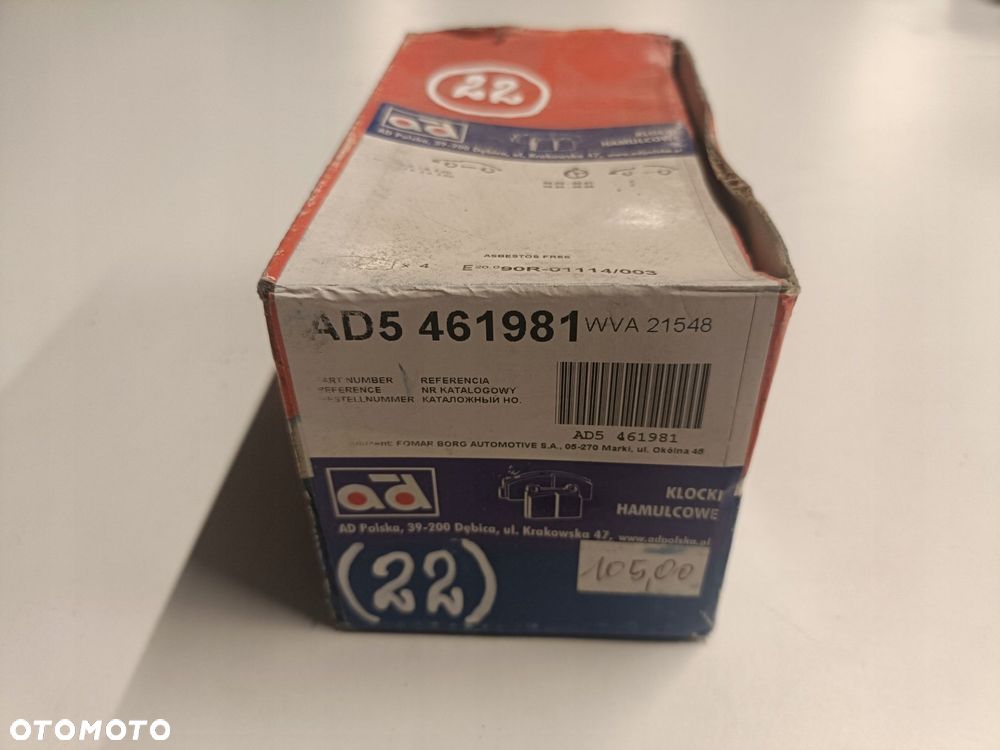 22
ad
KLOCKI
HAMULCOWE
AD Polska, 39-200 Dębica, ul. Krakowska 47, www.adpolska.pl
ASBESTOS FREE
x 4 E20 90R-01114/003
AD5 461981 WVA 21548
PART NUMBER REFERENCIA
REFERENCE NR KATALOGOWY
BESTELLNUMMER КАТАЛОЖНЫЙ НО.
AD5 461981
FOMAR BORG AUTOMOTIVE S.A., 05-270 Marki, ul. Okólna 45
ad
KLOCKI
HAMULCOWE
AD Polska, 39-200 Dębica, ul. Krakowska 47, www.adpolska.pl
(22)
105,00
OTOMOTO